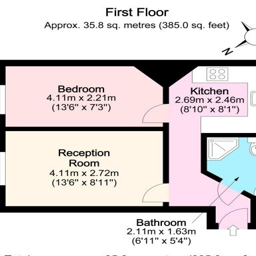 First Floor
Approx. 35.8 sq. metres (385.0 sq. feet)
Bedroom
4.11m x 2.21m
(13'6" x 7'3")
Kitchen
2.69m x 2.46m
(8'10" x 8'1")
Reception
Room
4.11m x 2.72m
(13'6" x 8'11")
Bathroom
2.11m x 1.63m
(6'11" x 5'4")